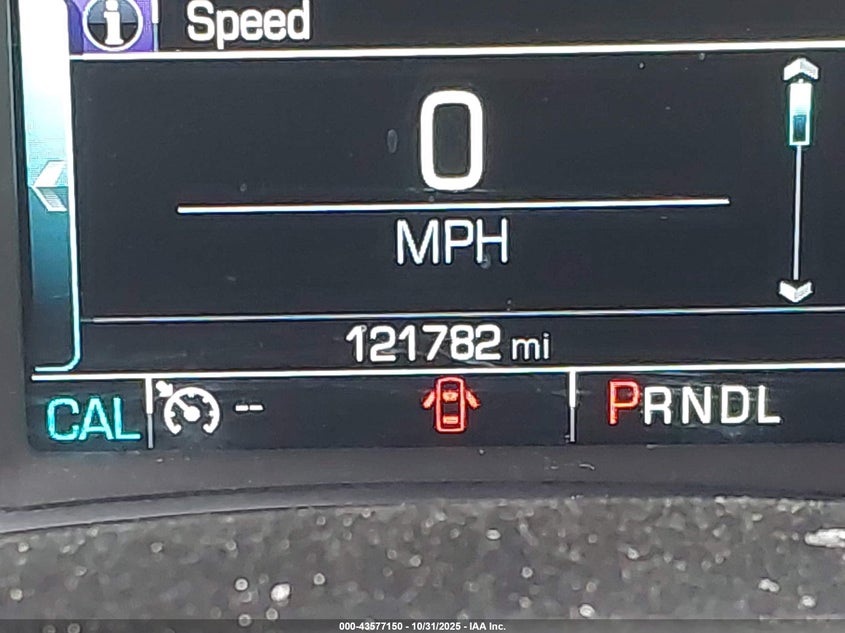 i Speed
0
MPH
121782 mi
CAL -- PRNDL
000-43577150 - 10/31/2025 - IAA Inc.